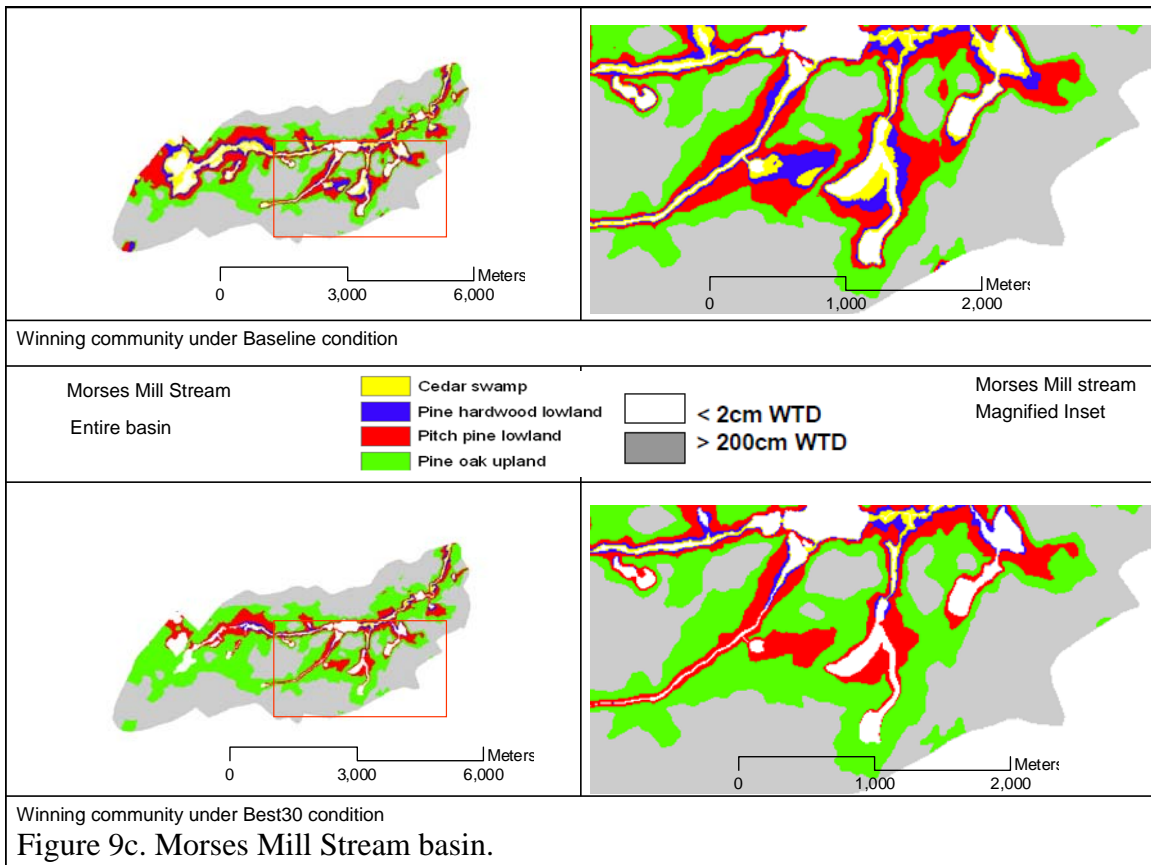 Meters
0 3,000 6,000
Meters
0 1,000 2,000
Winning community under Baseline condition
Morses Mill Stream
Entire basin
Cedar swamp
Pine hardwood lowland
Pitch pine lowland
Pine oak upland
< 2cm WTD
> 200cm WTD
Morses Mill stream
Magnified Inset
Meters
0 3,000 6,000
Meters
0 1,000 2,000
Winning community under Best30 condition
Figure 9c. Morses Mill Stream basin.